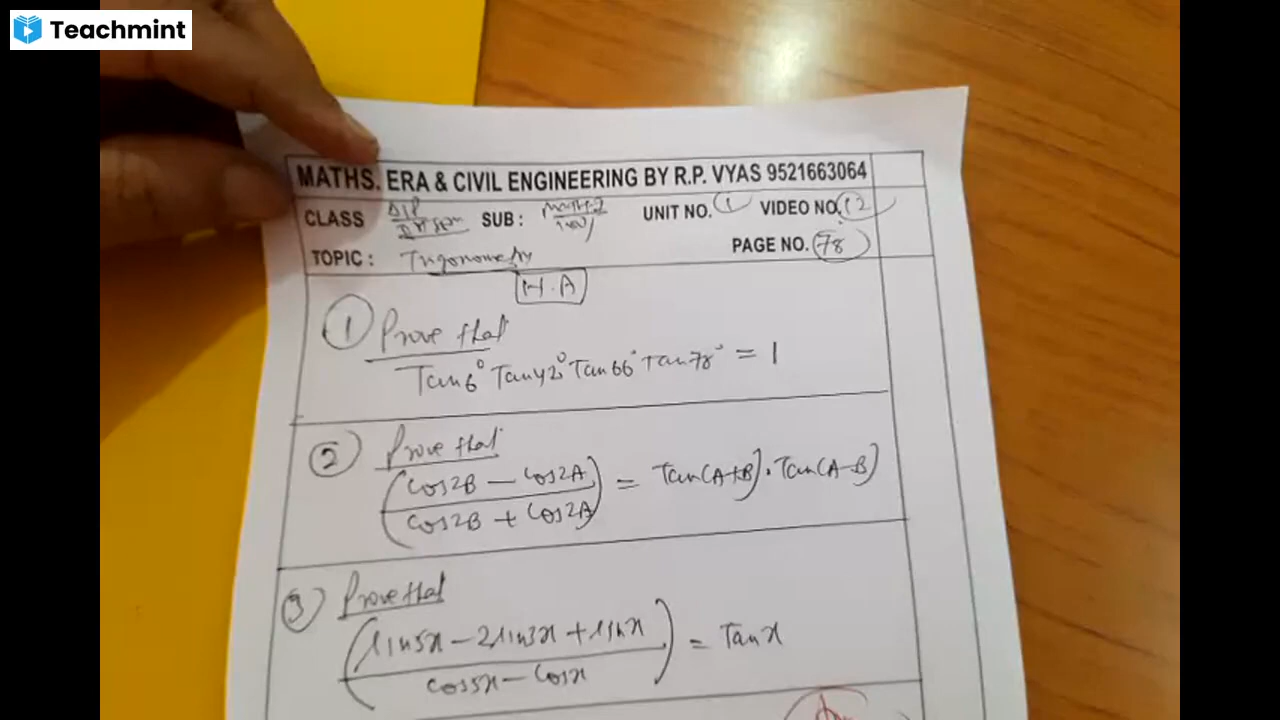 Teachmint
MATHS. ERA & CIVIL ENGINEERING BY R.P. VYAS 9521663064
CLASS SUB : UNIT NO. 1 VIDEO NO. 12
TOPIC : Trigonometry PAGE NO. 78
H.A
1 Prove that
Tan6° Tan42° Tan66° Tan78° = 1
2 Prove that
(cos2B - cos2A / cos2B + cos2A) = Tan(A+B) . Tan(A-B)
3 Prove that
(sin5x - 2sin3x + sinx / cos5x - cosx) = Tanx